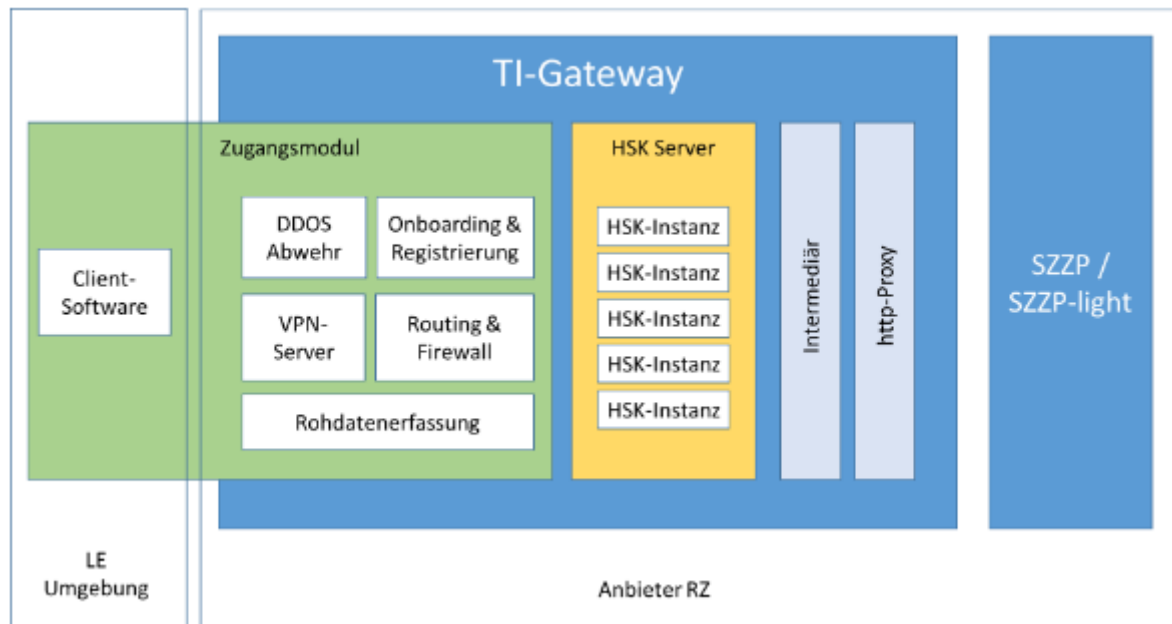 TI-Gateway
Zugangsmodul
HSK Server
Client-
Software
DDOS
Abwehr
Onboarding &
Registrierung
VPN-
Server
Routing &
Firewall
Rohdatenerfassung
HSK-Instanz
HSK-Instanz
HSK-Instanz
HSK-Instanz
HSK-Instanz
Intermediär
http-Proxy
SZZP /
SZZP-light
LE
Umgebung
Anbieter RZ